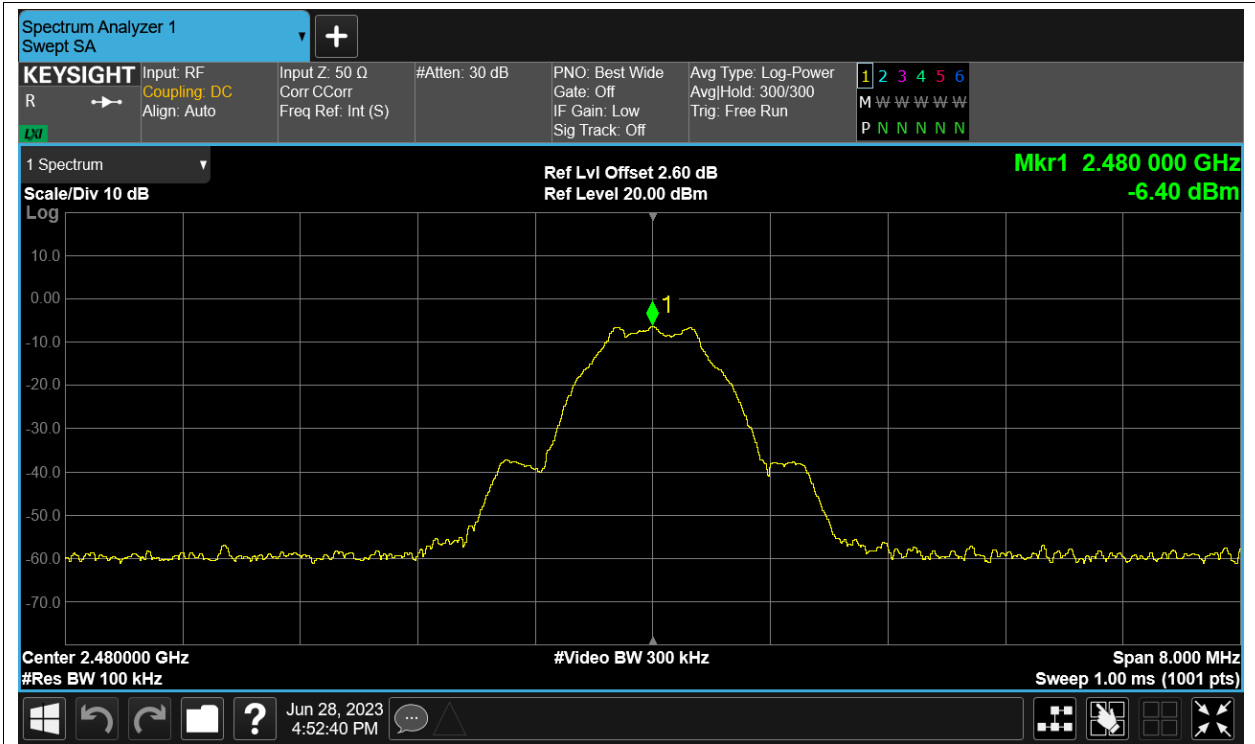 Spectrum Analyzer 1
Swept SA
KEYSIGHT
R
LXI
Input: RF
Coupling: DC
Align: Auto
Input Z: 50 Ω
Corr CCorr
Freq Ref: Int (S)
#Atten: 30 dB
PNO: Best Wide
Gate: Off
IF Gain: Low
Sig Track: Off
Avg Type: Log-Power
Avg|Hold: 300/300
Trig: Free Run
1 2 3 4 5 6
M W W W W W
P N N N N N
1 Spectrum
Scale/Div 10 dB
Ref Lvl Offset 2.60 dB
Ref Level 20.00 dBm
Mkr1 2.480 000 GHz
-6.40 dBm
Log
10.0
0.00
1
-10.0
-20.0
-30.0
-40.0
-50.0
-60.0
-70.0
Center 2.480000 GHz
#Video BW 300 kHz
Span 8.000 MHz
#Res BW 100 kHz
Sweep 1.00 ms (1001 pts)
?
Jun 28, 2023
4:52:40 PM